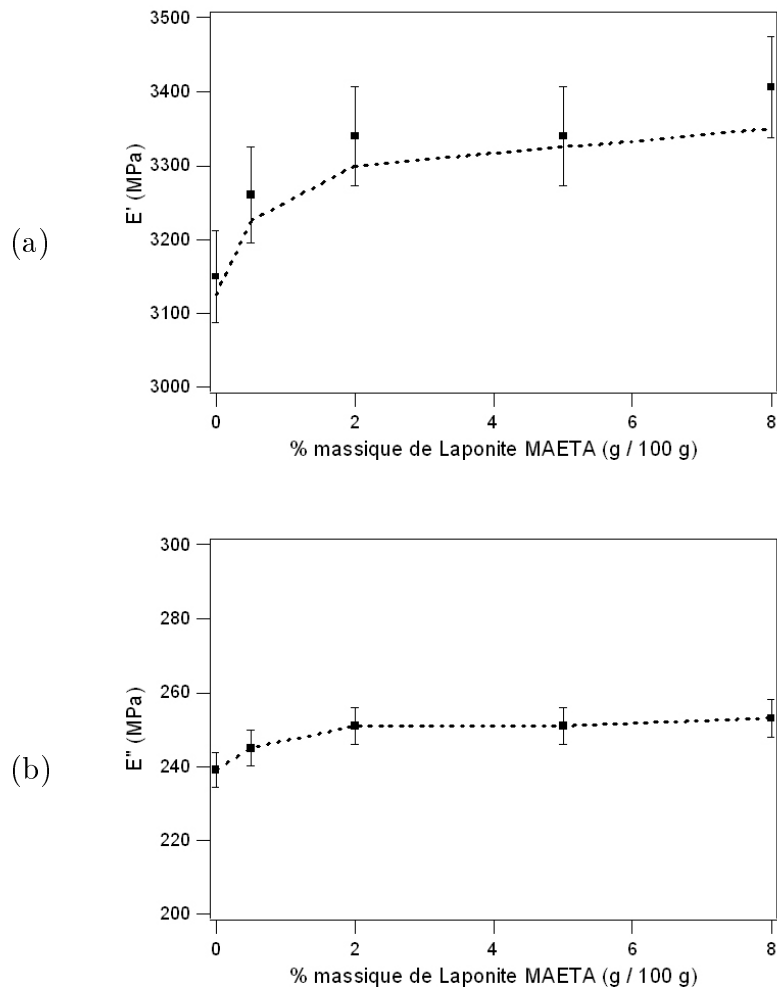 (a)
E' (MPa)
3500
3400
3300
3200
3100
3000
0 2 4 6 8
% massique de Laponite MAETA (g / 100 g)
(b)
E" (MPa)
300
280
260
240
220
200
0 2 4 6 8
% massique de Laponite MAETA (g / 100 g)